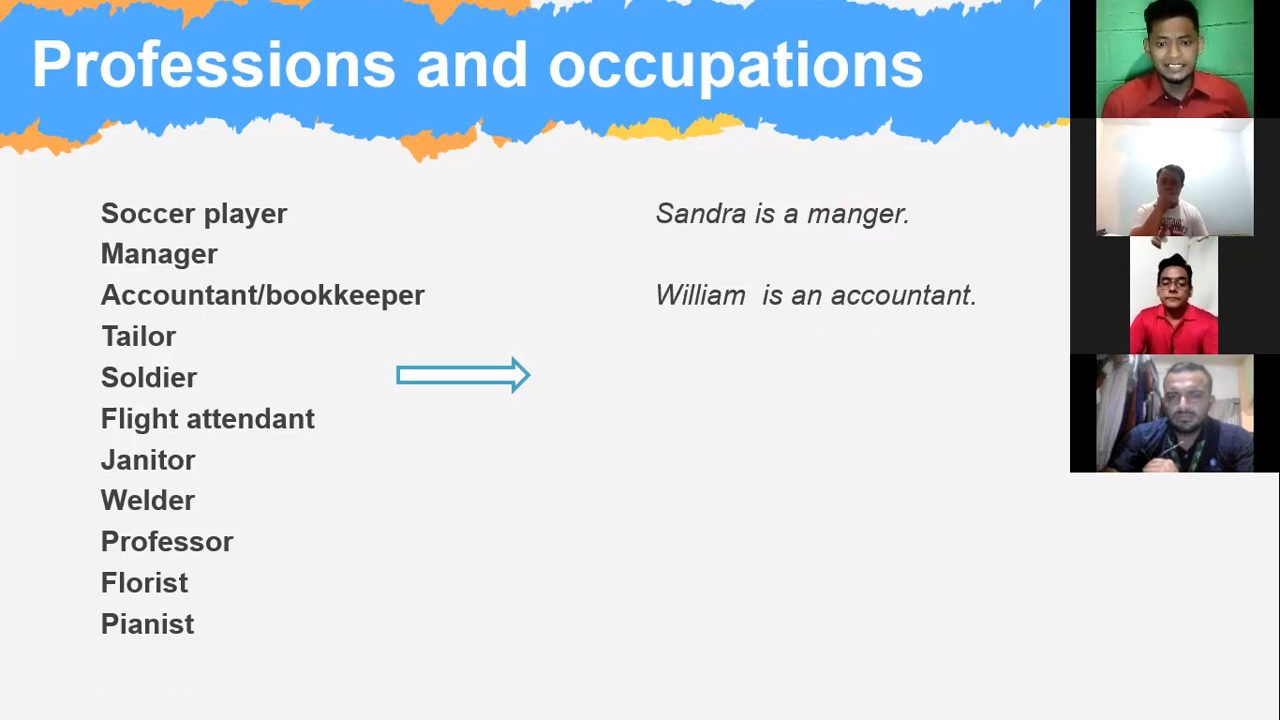 Professions and occupations
Soccer player
Manager
Accountant/bookkeeper
Tailor
Soldier
Flight attendant
Janitor
Welder
Professor
Florist
Pianist
Sandra is a manger.
William is an accountant.